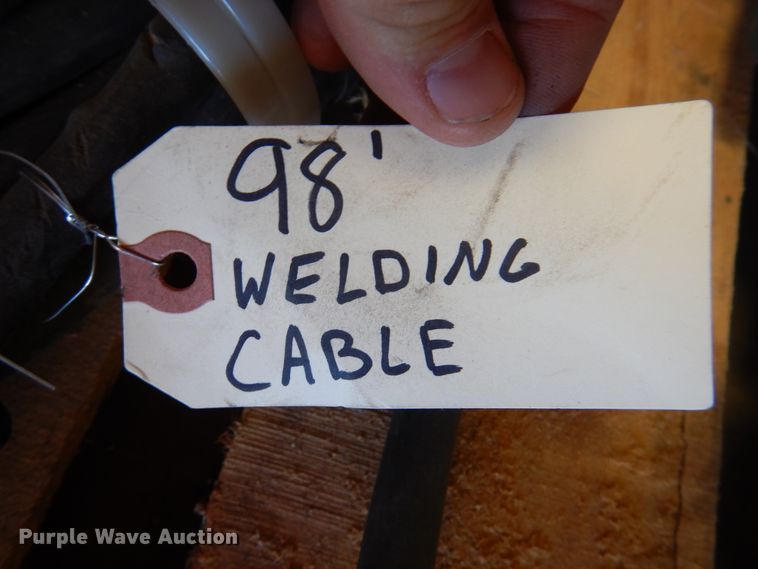 98'
WELDING
CABLE
Purple Wave Auction